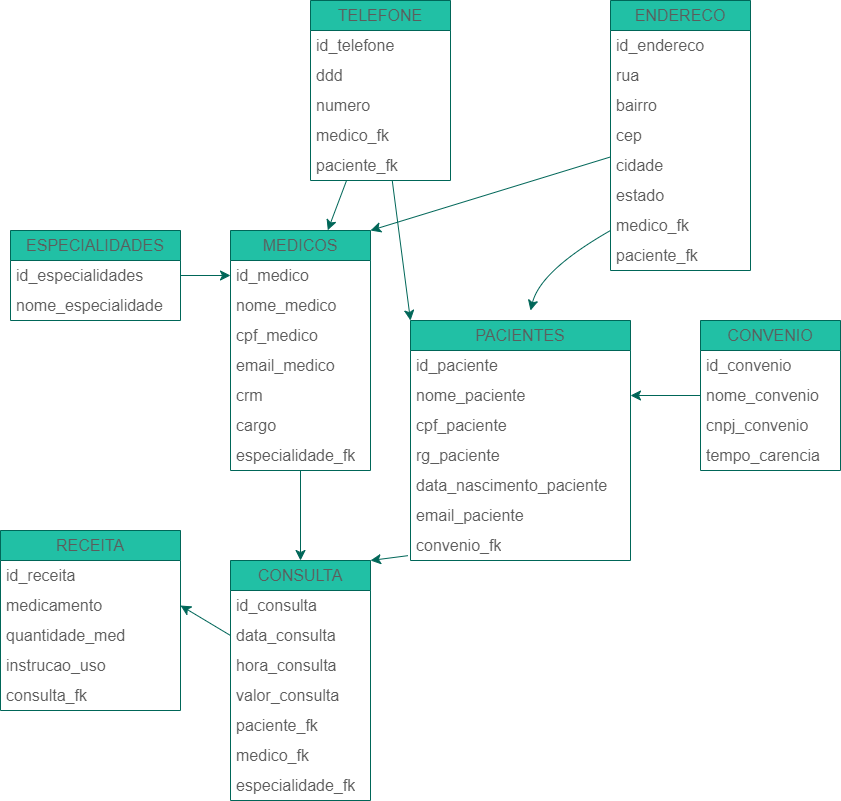 TELEFONE
id_telefone
ddd
numero
medico_fk
paciente_fk
ENDERECO
id_endereco
rua
bairro
cep
cidade
estado
medico_fk
paciente_fk
ESPECIALIDADES
id_especialidades
nome_especialidade
MEDICOS
id_medico
nome_medico
cpf_medico
email_medico
crm
cargo
especialidade_fk
PACIENTES
id_paciente
nome_paciente
cpf_paciente
rg_paciente
data_nascimento_paciente
email_paciente
convenio_fk
CONVENIO
id_convenio
nome_convenio
cnpj_convenio
tempo_carencia
RECEITA
id_receita
medicamento
quantidade_med
instrucao_uso
consulta_fk
CONSULTA
id_consulta
data_consulta
hora_consulta
valor_consulta
paciente_fk
medico_fk
especialidade_fk